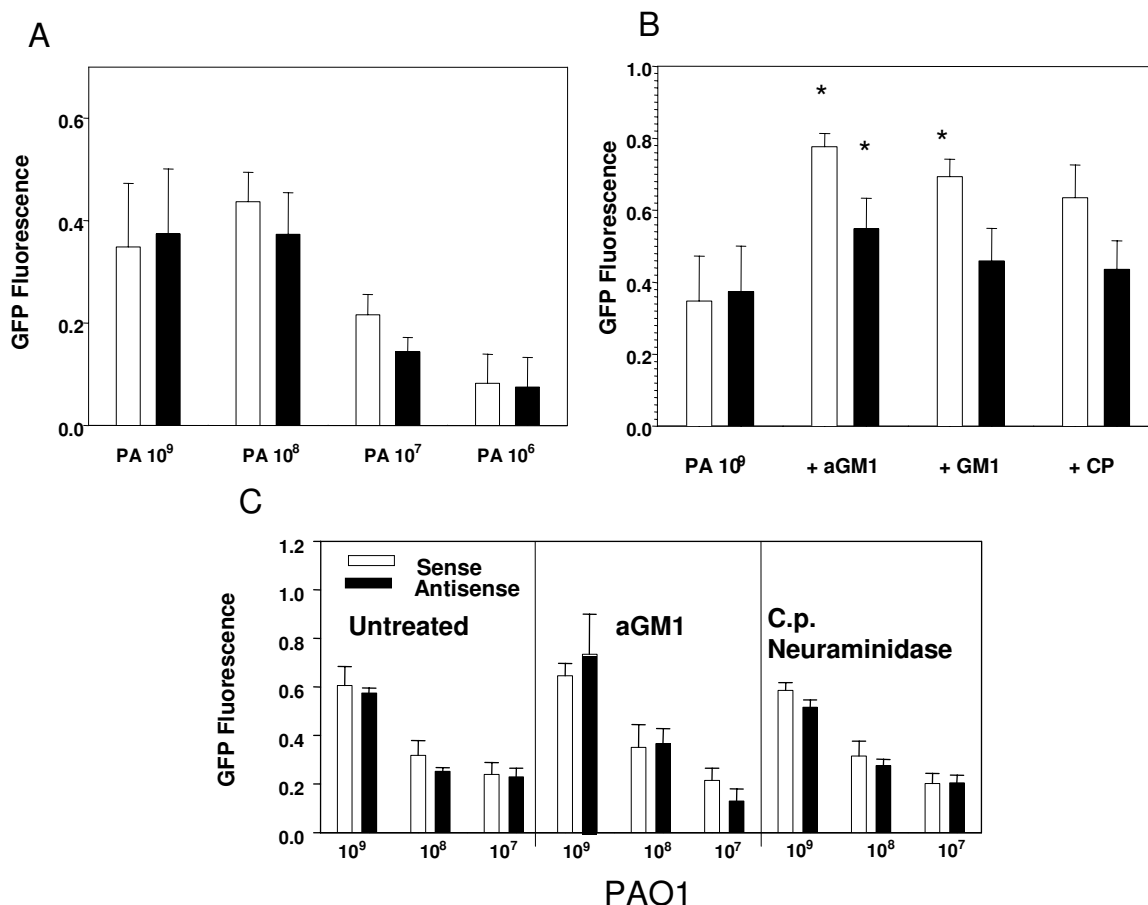 A
GFP Fluorescence
0.6
0.4
0.2
0.0
PA 10⁹ PA 10⁸ PA 10⁷ PA 10⁶
B
GFP Fluorescence
1.0
0.8
0.6
0.4
0.2
0.0
* * *
PA 10⁹ + aGM1 + GM1 + CP
C
GFP Fluorescence
1.2
1.0
0.8
0.6
0.4
0.2
0.0
Sense
Antisense
Untreated
aGM1
C.p.
Neuraminidase
10⁹ 10⁸ 10⁷ 10⁹ 10⁸ 10⁷ 10⁹ 10⁸ 10⁷
PAO1